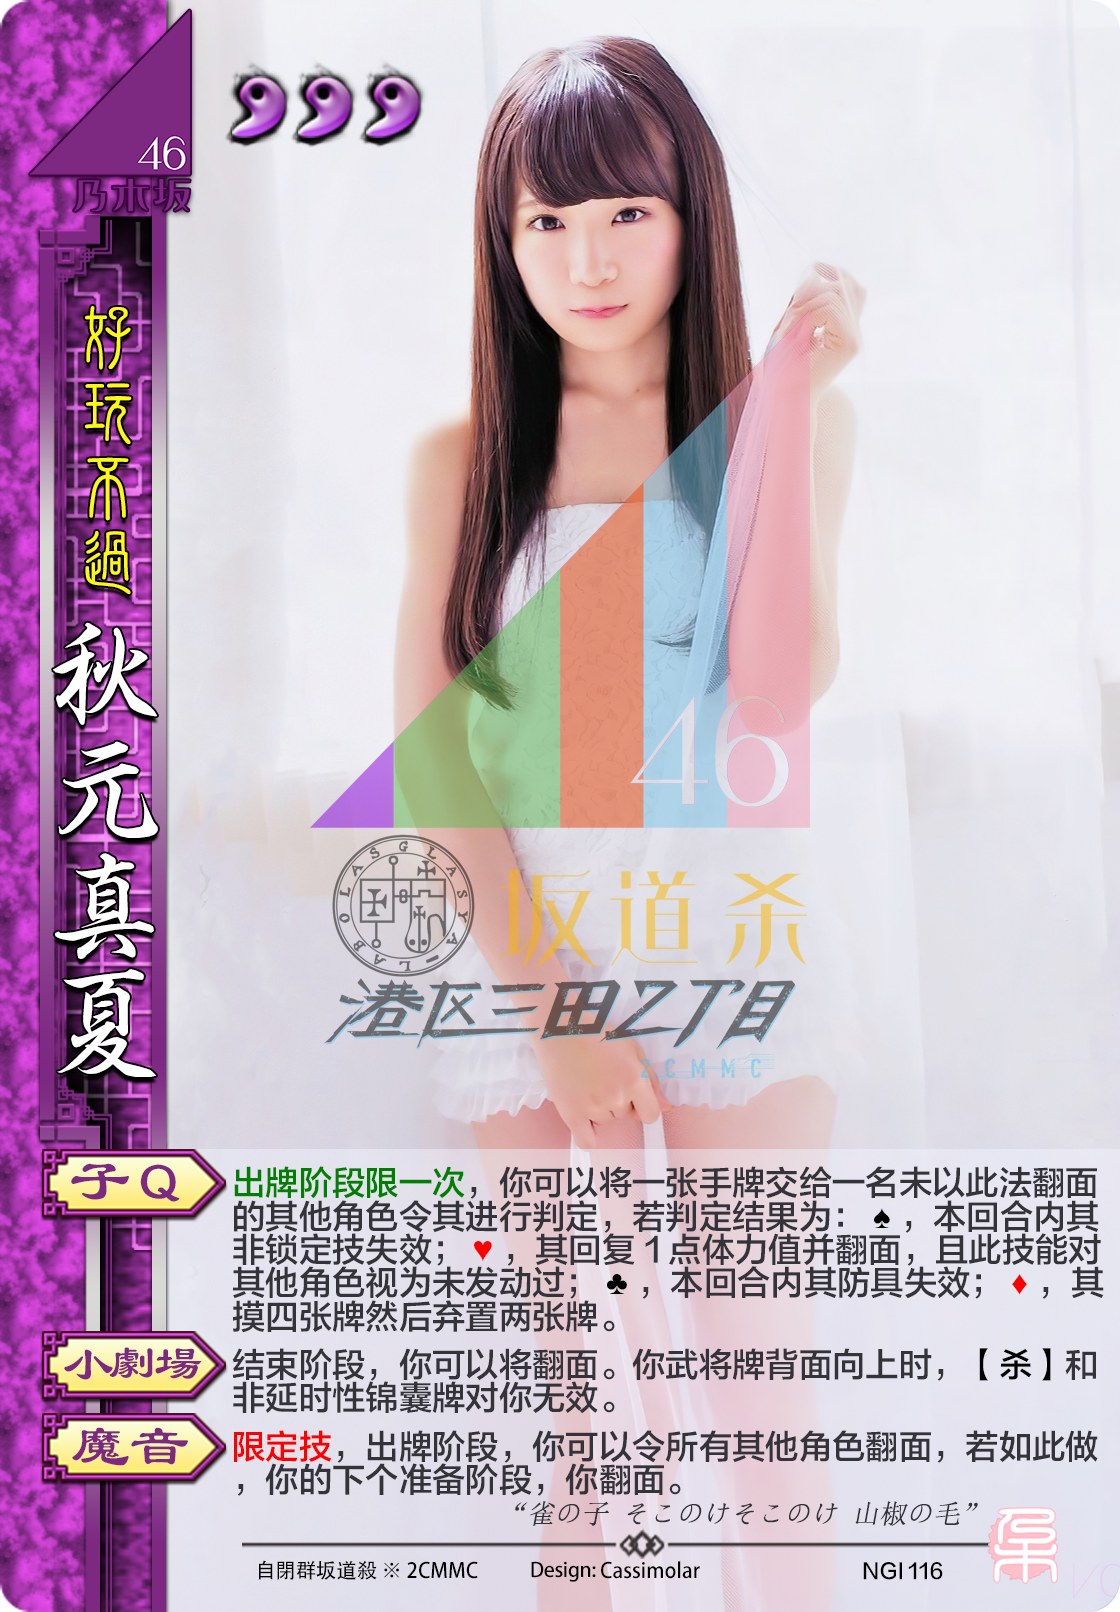 46
乃木坂
好玩不過
秋元真夏
46
GLASYA-LABOLAS
坂道杀
港区三田乙丁目
2CMMC
子Q
出牌阶段限一次，你可以将一张手牌交给一名未以此法翻面
的其他角色令其进行判定，若判定结果为：♠，本回合内其
非锁定技失效；♥，其回复1点体力值并翻面，且此技能对
其他角色视为未发动过；♣，本回合内其防具失效；♦，其
摸四张牌然后弃置两张牌。
小劇場
结束阶段，你可以将翻面。你武将牌背面向上时，【杀】和
非延时性锦囊牌对你无效。
魔音
限定技，出牌阶段，你可以令所有其他角色翻面，若如此做
，你的下个准备阶段，你翻面。
“雀の子 そこのけそこのけ 山椒の毛”
自閉群坂道殺 ※ 2CMMC Design: Cassimolar NGI 116